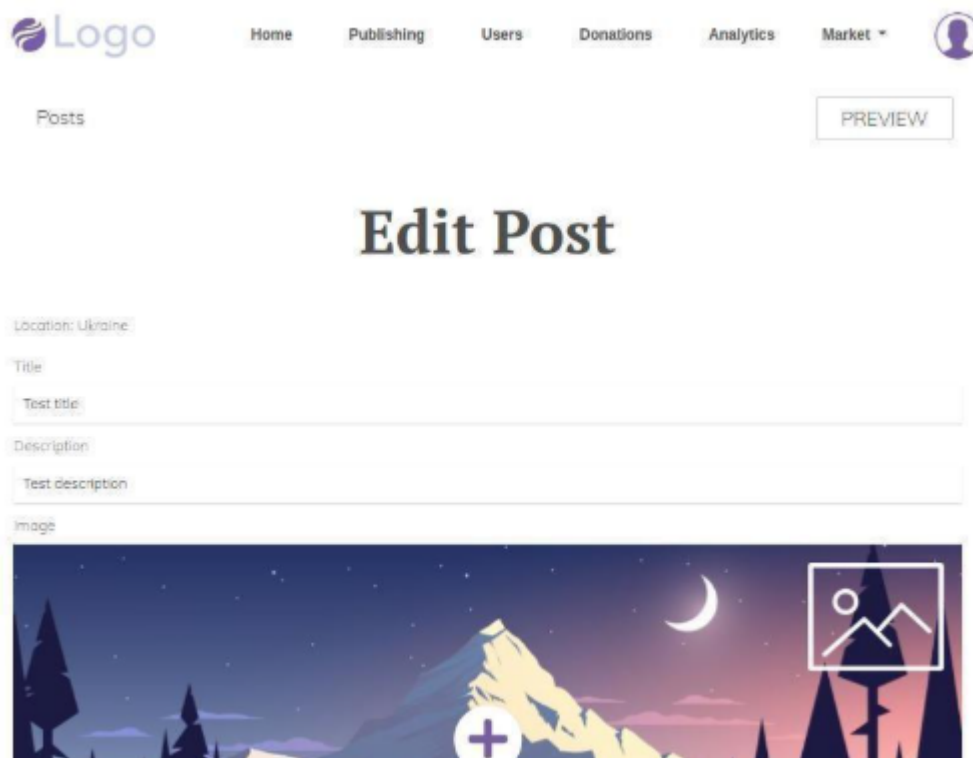 Logo Home Publishing Users Donations Analytics Market
Posts PREVIEW
Edit Post
Location: Ukraine
Title
Test title
Description
Test description
Image